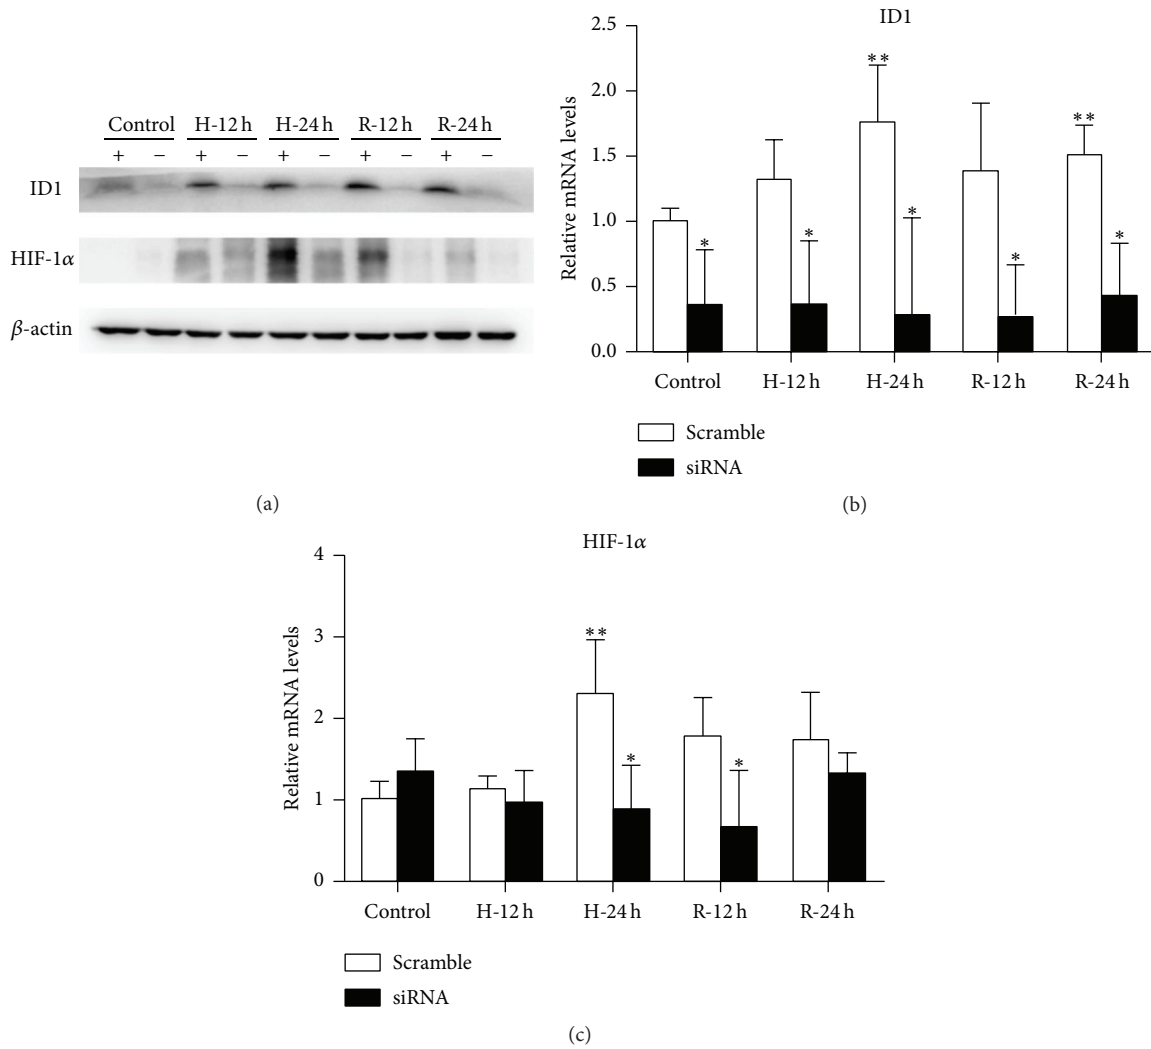 Control H-12 h H-24 h R-12 h R-24 h
+ − + − + − + − + −
ID1
HIF-1α
β-actin
(a)
ID1
Relative mRNA levels
2.5
2.0
1.5
1.0
0.5
0.0
**
**
* * * * *
Control H-12 h H-24 h R-12 h R-24 h
Scramble
siRNA
(b)
HIF-1α
Relative mRNA levels
4
3
2
1
0
**
* *
Control H-12 h H-24 h R-12 h R-24 h
Scramble
siRNA
(c)